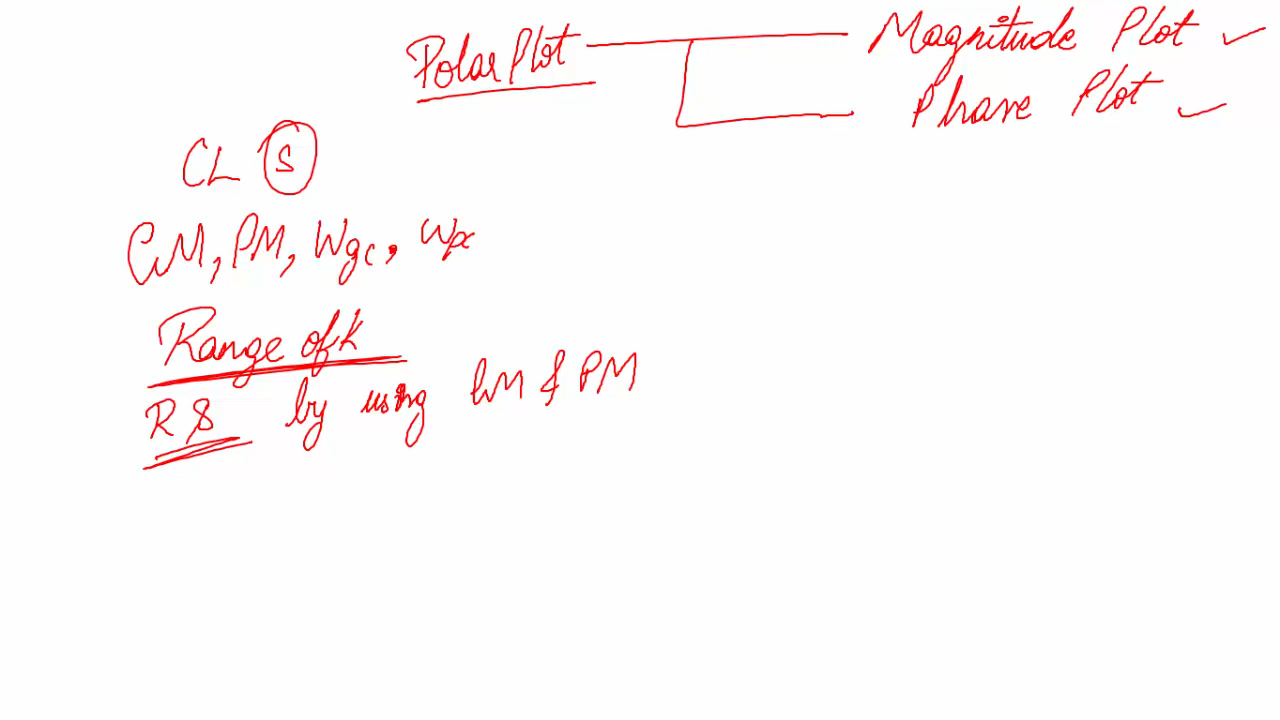 Polar Plot
Magnitude Plot ✓
Phase Plot ✓
CL S
GM, PM, Wgc, Wpc
Range of K
RS by using GM & PM